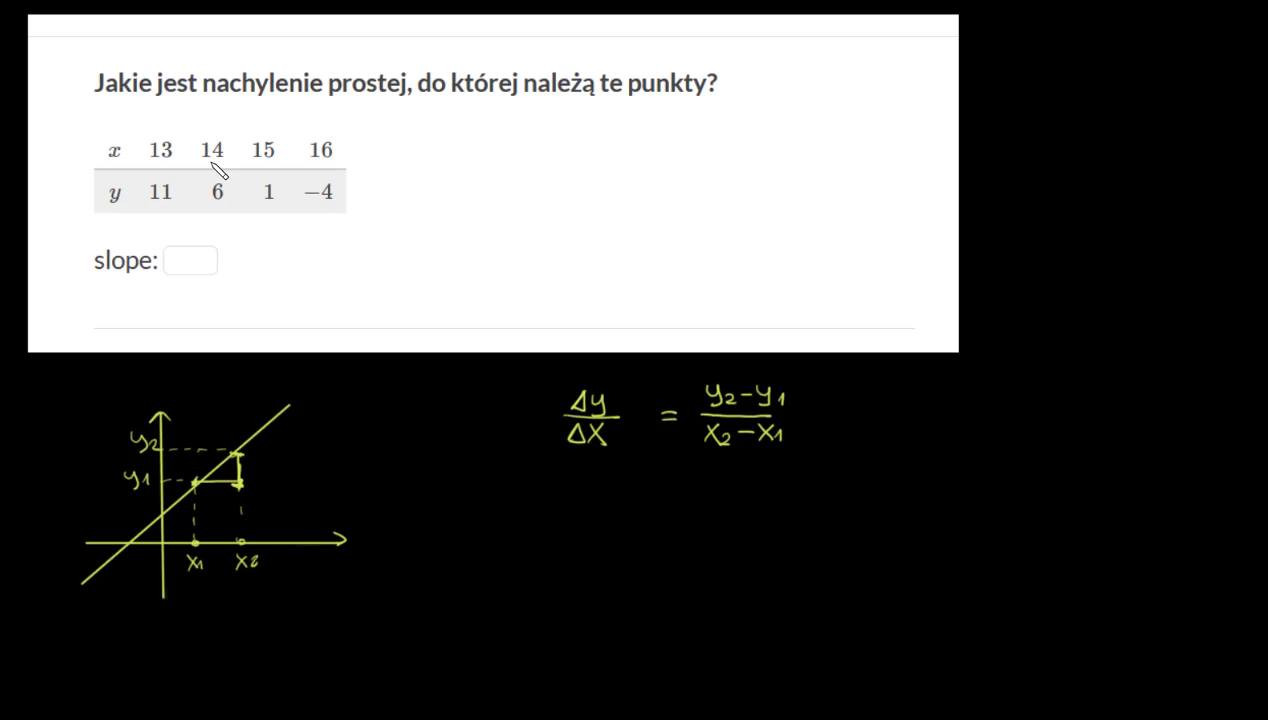 Jakie jest nachylenie prostej, do której należą te punkty?
x 13 14 15 16
y 11 6 1 −4
slope:
Δy/Δx = y₂−y₁/x₂−x₁
y₂
y₁
x₁ x₂